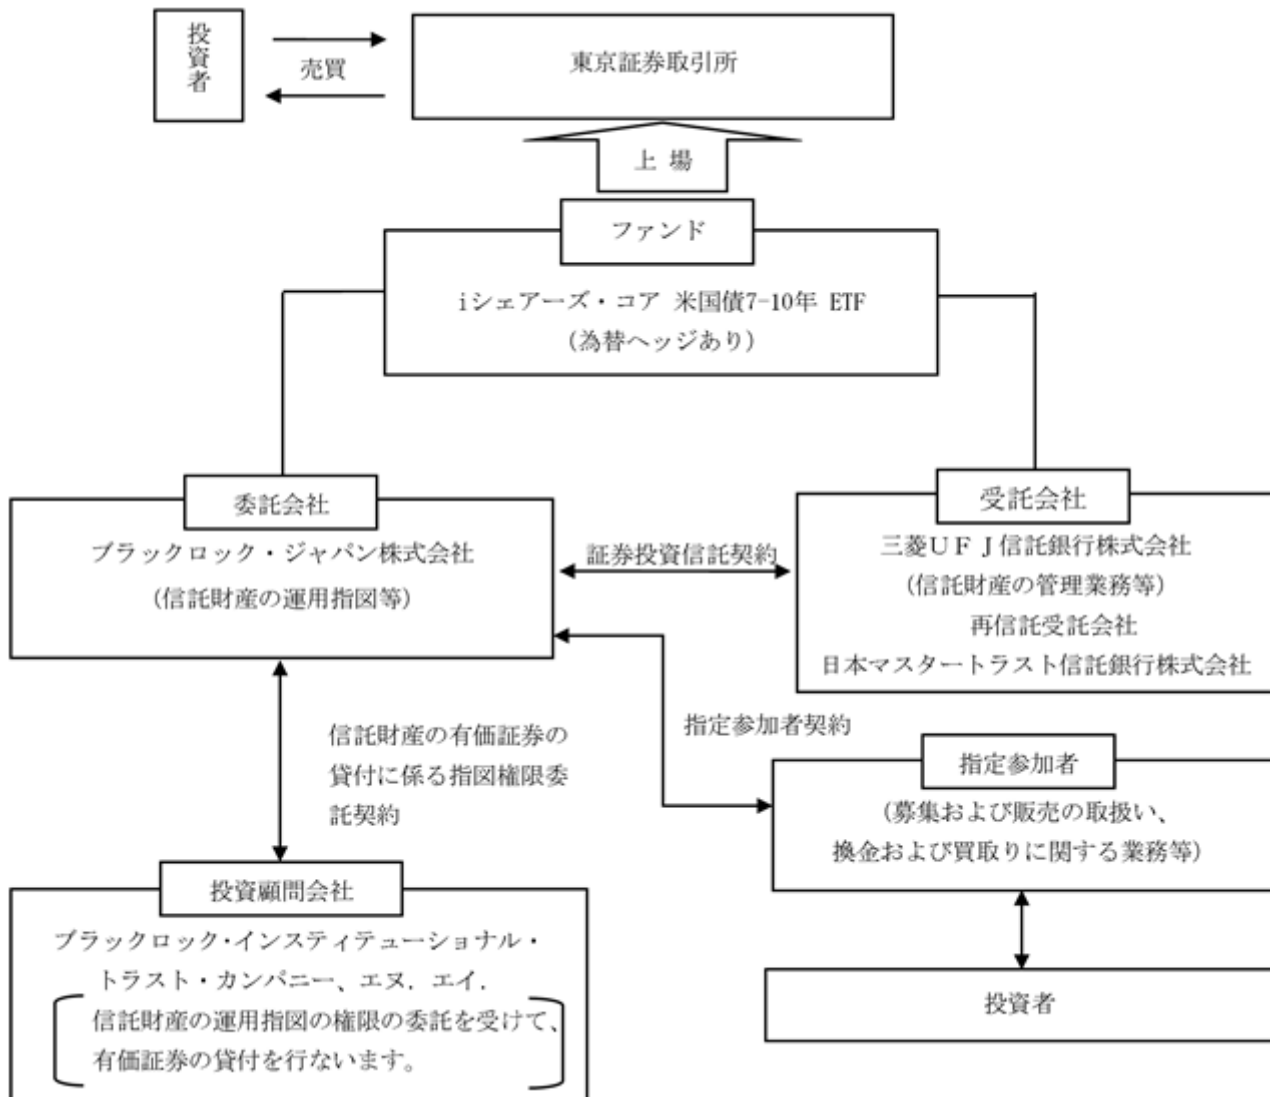 投資者
売買
東京証券取引所
上 場
ファンド
iシェアーズ・コア 米国債7-10年 ETF
(為替ヘッジあり)
委託会社
ブラックロック・ジャパン株式会社
(信託財産の運用指図等)
証券投資信託契約
受託会社
三菱ＵＦＪ信託銀行株式会社
(信託財産の管理業務等)
再信託受託会社
日本マスタートラスト信託銀行株式会社
信託財産の有価証券の
貸付に係る指図権限委
託契約
指定参加者契約
指定参加者
(募集および販売の取扱い、
換金および買取りに関する業務等)
投資顧問会社
ブラックロック・インスティテューショナル・
トラスト・カンパニー、エヌ．エイ．
信託財産の運用指図の権限の委託を受けて、
有価証券の貸付を行ないます。
投資者